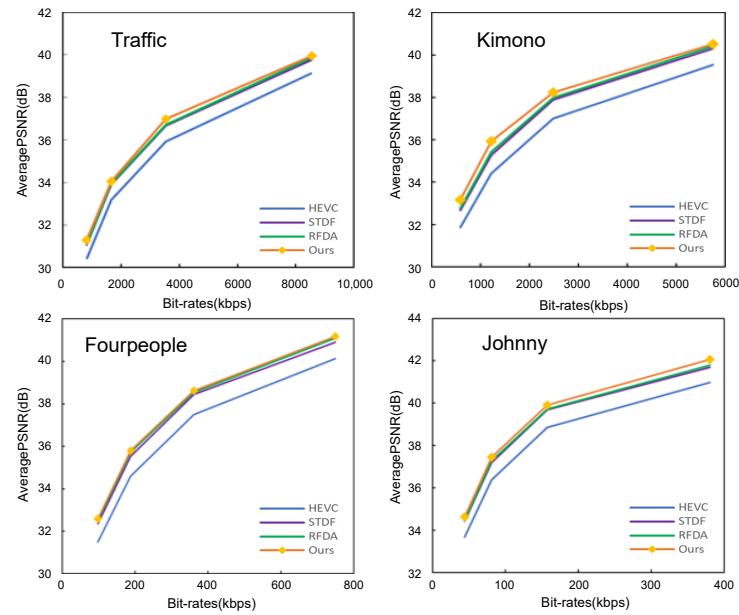 Traffic
AveragePSNR(dB)
42
40
38
36
34
32
30
0 2000 4000 6000 8000 10,000
Bit-rates(kbps)
HEVC
STDF
RFDA
Ours
Kimono
AveragePSNR(dB)
42
40
38
36
34
32
30
0 1000 2000 3000 4000 5000 6000
Bit-rates(kbps)
HEVC
STDF
RFDA
Ours
Fourpeople
AveragePSNR(dB)
42
40
38
36
34
32
30
0 200 400 600 800
Bit-rates(kbps)
HEVC
STDF
RFDA
Ours
Johnny
AveragePSNR(dB)
44
42
40
38
36
34
32
0 100 200 300 400
Bit-rates(kbps)
HEVC
STDF
RFDA
Ours